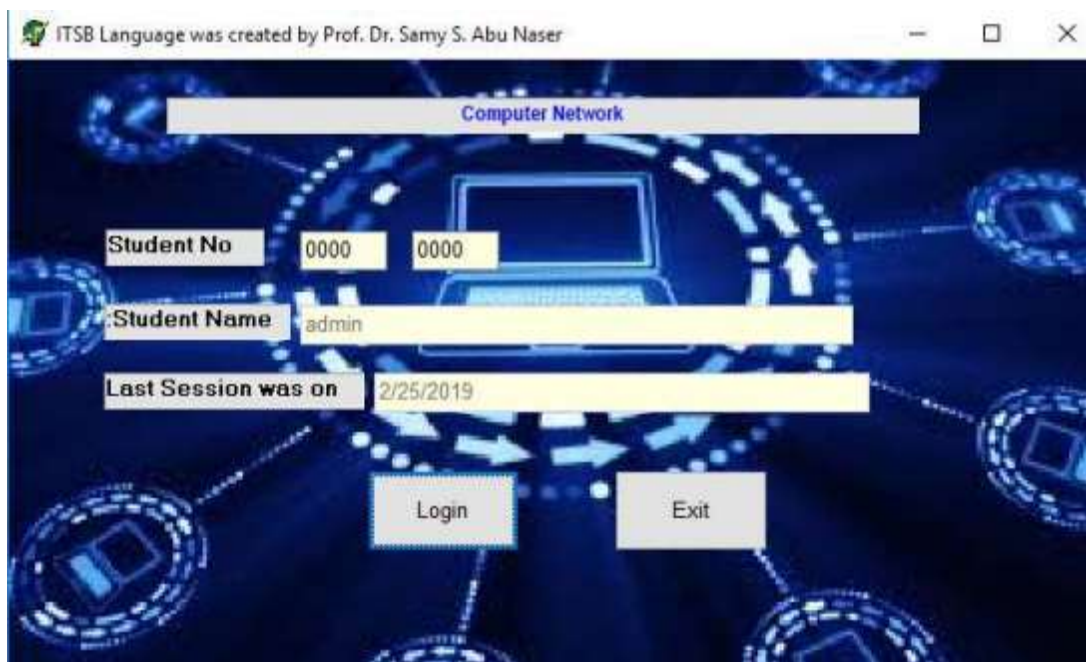 ITSB Language was created by Prof. Dr. Samy S. Abu Naser
Computer Network
Student No 0000 0000
:Student Name admin
Last Session was on 2/25/2019
Login Exit